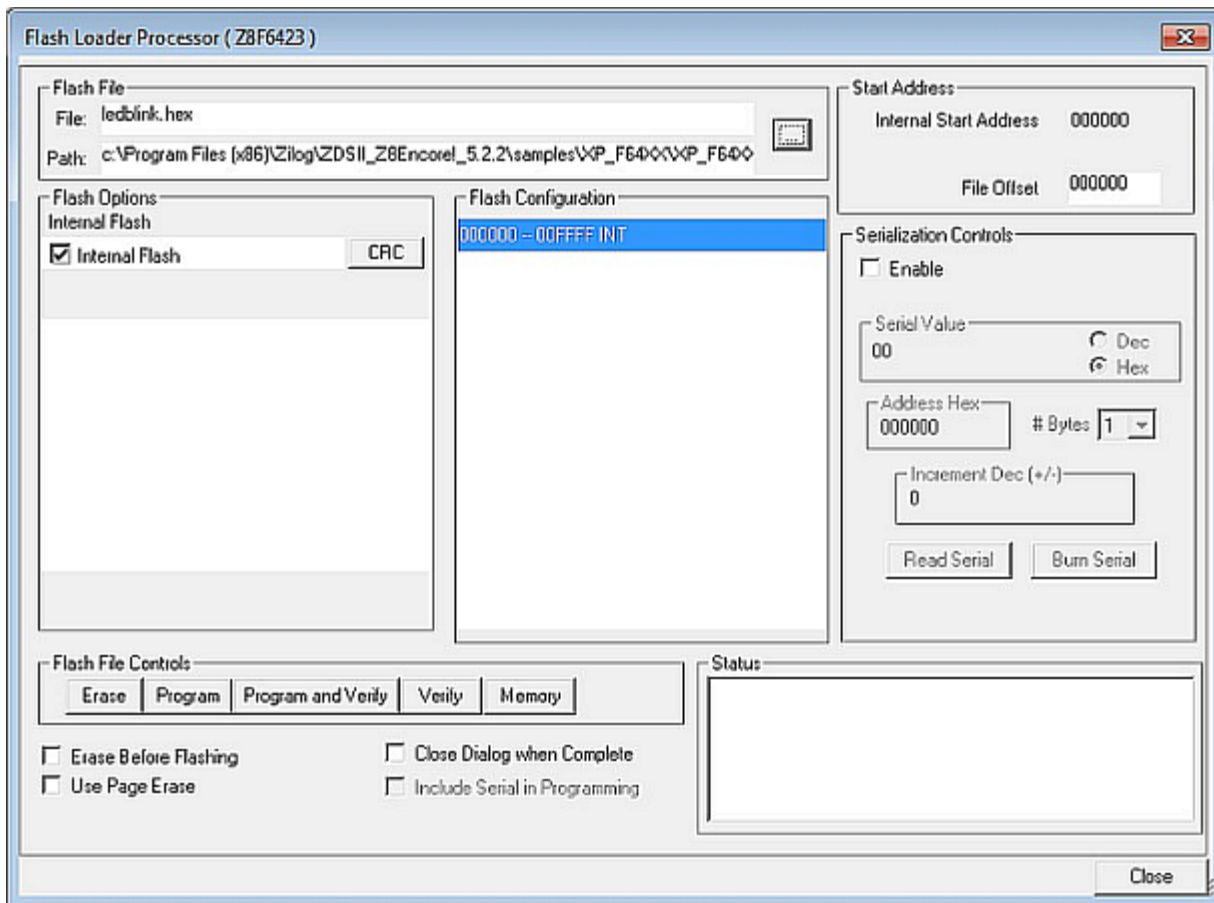 Flash Loader Processor ( Z8F6423 )
Flash File
File: ledblink.hex
Path: c:\Program Files (x86)\Zilog\ZDSII_Z8Encore!_5.2.2\samples\XP_F64XX\XP_F64XX
...
Start Address
Internal Start Address 000000
File Offset 000000
Flash Options
Internal Flash
Internal Flash CRC
Flash Configuration
000000 -- 00FFFF INT
Serialization Controls
Enable
Serial Value
00
Dec
Hex
Address Hex
000000
# Bytes 1
Increment Dec (+/-)
0
Read Serial Burn Serial
Flash File Controls
Erase Program Program and Verify Verify Memory
Erase Before Flashing
Use Page Erase
Close Dialog when Complete
Include Serial in Programming
Status
Close